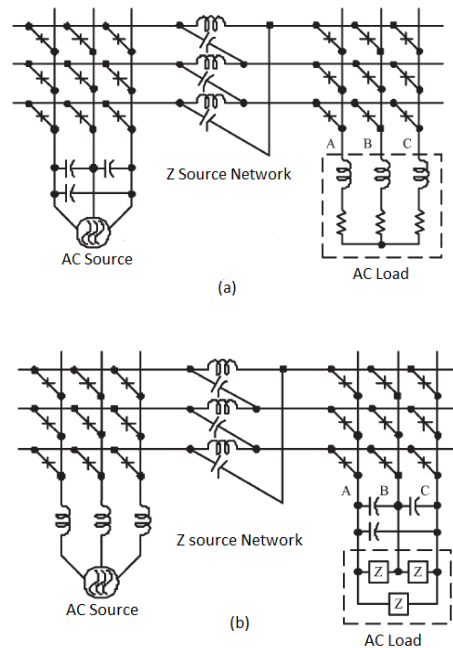 A B C
Z Source Network
AC Source
AC Load
(a)
A B C
Z source Network
Z Z
Z
AC Source
AC Load
(b)